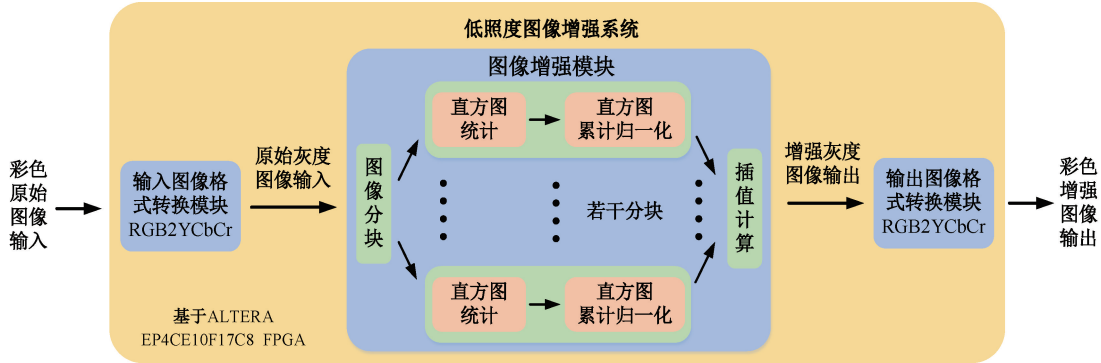 低照度图像增强系统
图像增强模块
彩色
原始
图像
输入
输入图像格
式转换模块
RGB2YCbCr
原始灰度
图像输入
图
像
分
块
直方图
统计
直方图
累计归一化
若干分块
直方图
统计
直方图
累计归一化
插
值
计
算
增强灰度
图像输出
输出图像格
式转换模块
RGB2YCbCr
彩色
增强
图像
输出
基于ALTERA
EP4CE10F17C8 FPGA